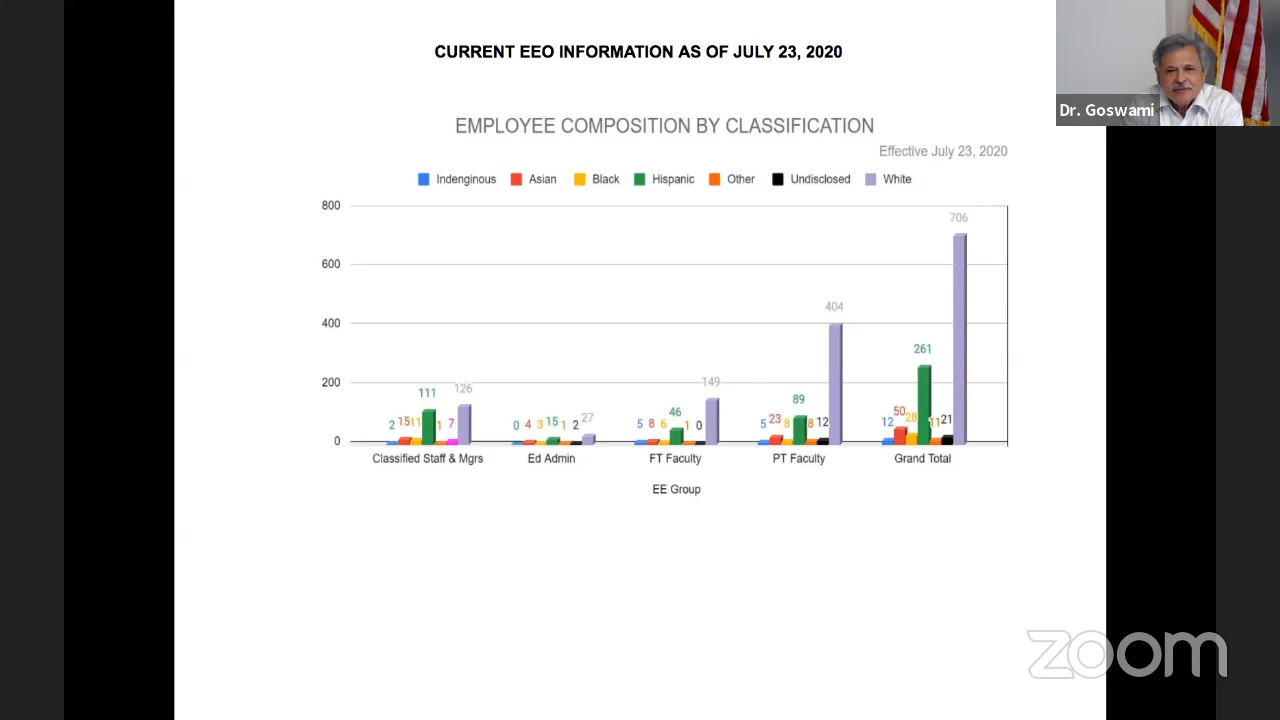 CURRENT EEO INFORMATION AS OF JULY 23, 2020
Dr. Goswami
EMPLOYEE COMPOSITION BY CLASSIFICATION
Effective July 23, 2020
Indenginous Asian Black Hispanic Other Undisclosed White
800
600
400
200
0
2 15 11 111 1 7 126
0 4 3 15 1 2 27
5 8 6 46 1 0 149
5 23 8 89 8 12 404
12 50 28 261 11 21 706
Classified Staff & Mgrs Ed Admin FT Faculty PT Faculty Grand Total
EE Group
zoom